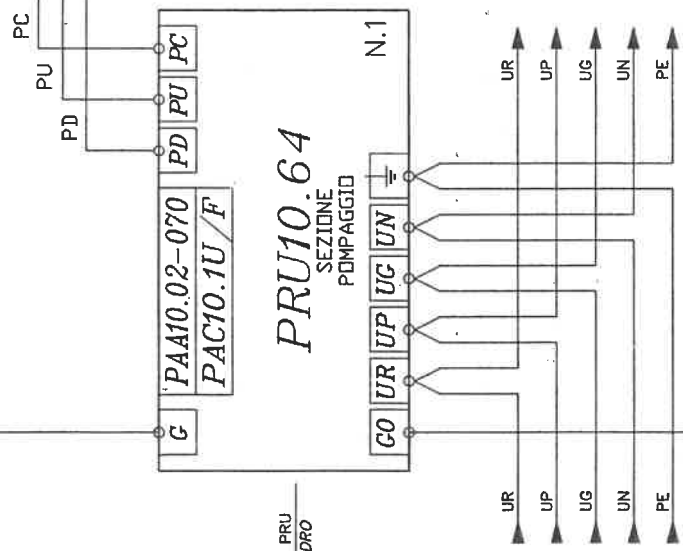 PC
PU
PD
PC
PU
PD
N.1
PAA10.02-070
PAC10.1U/F
PRU10.64
SEZIONE
POMPAGGIO
G
GO
UR
UP
UG
UN
UR
UP
UG
UN
PE
UR
UP
UG
UN
PE
PRU
DRO